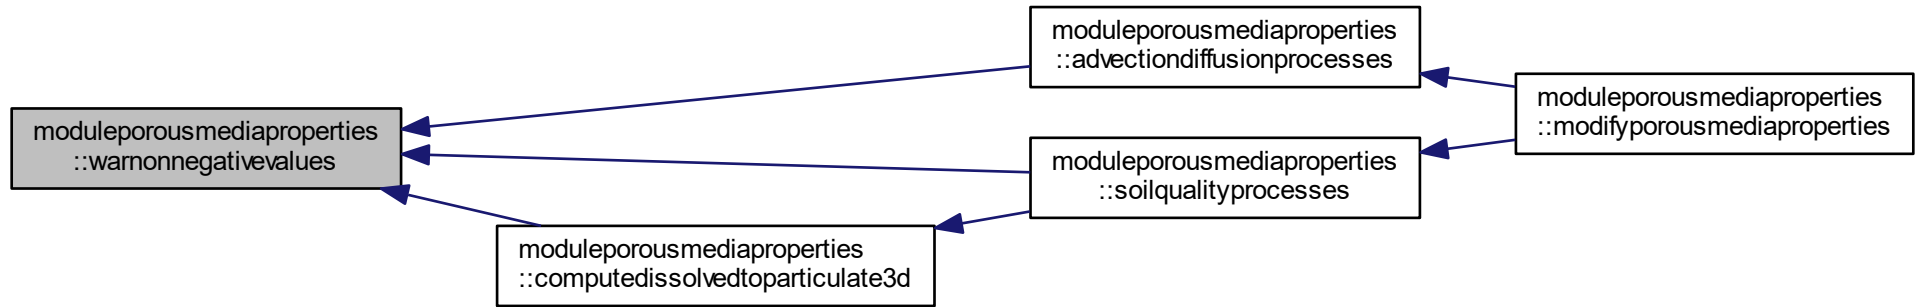 moduleporousmediaproperties
::warnonnegativevalues
moduleporousmediaproperties
::advectiondiffusionprocesses
moduleporousmediaproperties
::soilqualityprocesses
moduleporousmediaproperties
::computedissolvedtoparticulate3d
moduleporousmediaproperties
::modifyporousmediaproperties